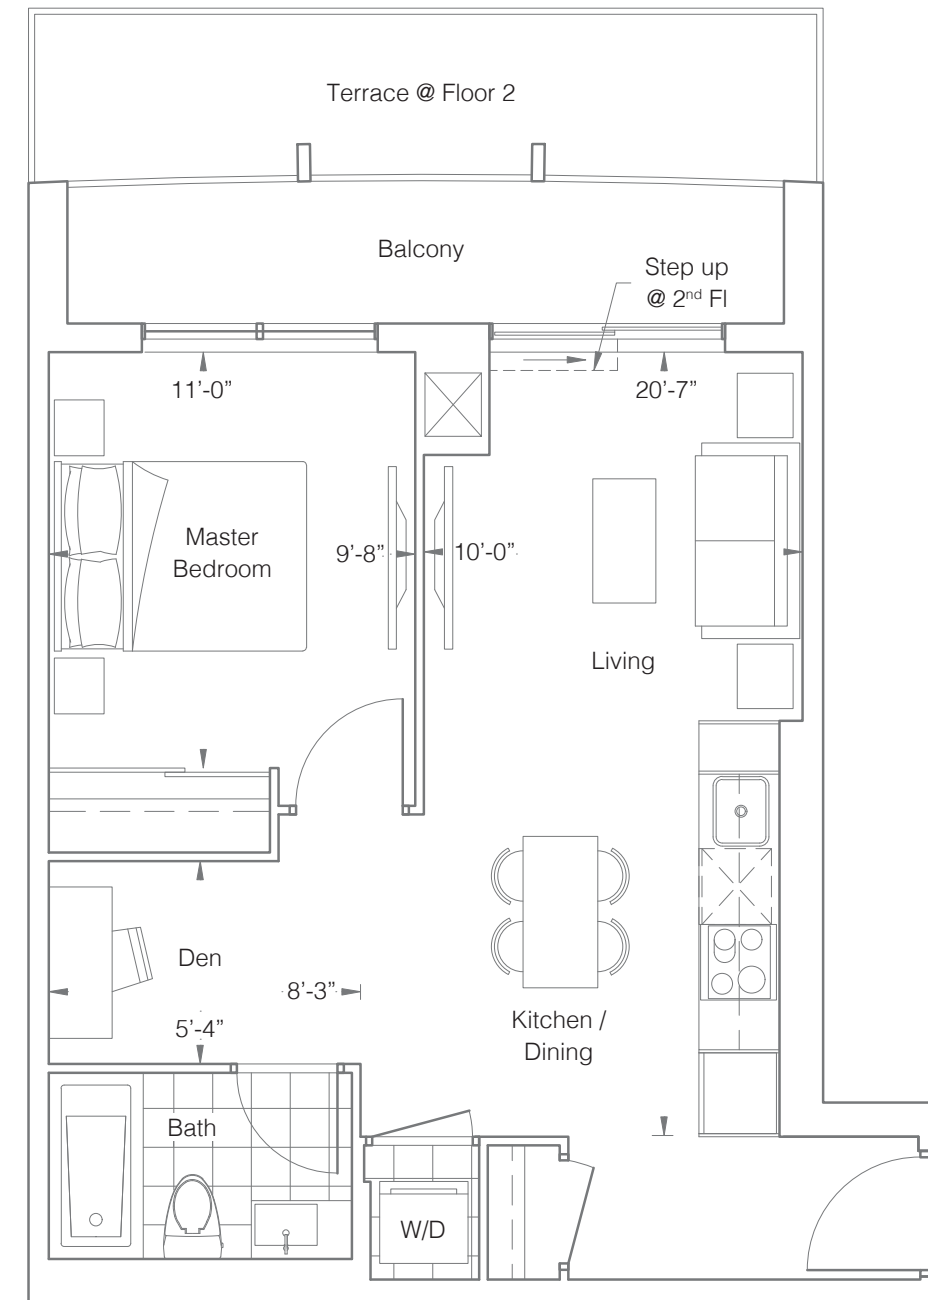 Terrace @ Floor 2
Balcony
Step up
@ 2nd Fl
11’-0”
20’-7”
Master
Bedroom
9’-8”
10’-0”
Living
Den
8’-3”
5’-4”
Kitchen /
Dining
Bath
W/D